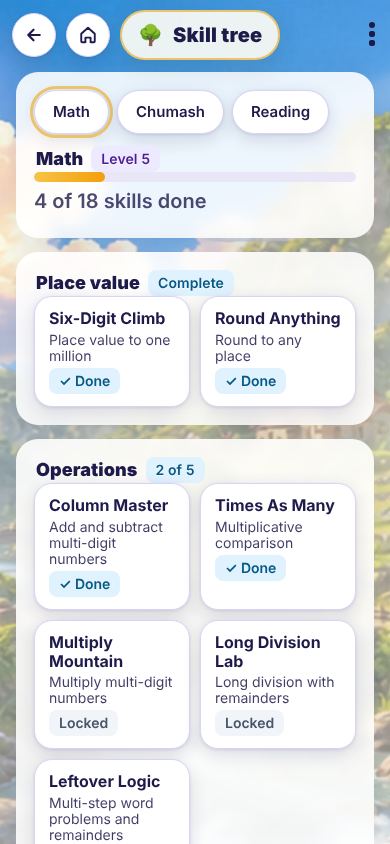 Skill tree
Math
Chumash
Reading
Math Level 5
4 of 18 skills done
Place value Complete
Six-Digit Climb
Place value to one
million
✓ Done
Round Anything
Round to any
place
✓ Done
Operations 2 of 5
Column Master
Add and subtract
multi-digit
numbers
✓ Done
Times As Many
Multiplicative
comparison
✓ Done
Multiply
Mountain
Multiply multi-digit
numbers
Locked
Long Division
Lab
Long division with
remainders
Locked
Leftover Logic
Multi-step word
problems and
remainders